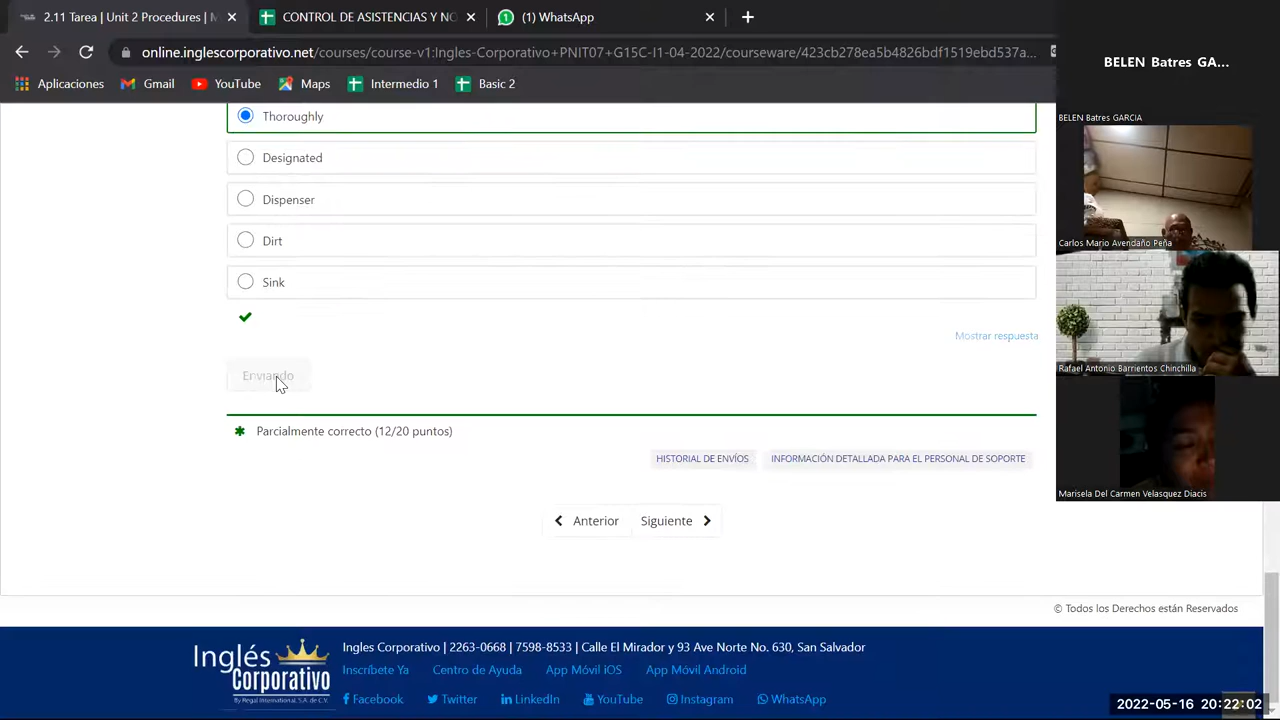 2.11 Tarea | Unit 2 Procedures | M
CONTROL DE ASISTENCIAS Y NO
(1) WhatsApp
online.inglescorporativo.net/courses/course-v1:Ingles-Corporativo+PNIT07+G15C-I1-04-2022/courseware/423cb278ea5b4826bdf1519ebd537a...
Aplicaciones
Gmail
YouTube
Maps
Intermedio 1
Basic 2
BELEN Batres GA...
BELEN Batres GARCIA
Carlos Mario Avendaño Peña
Rafael Antonio Barrientos Chinchilla
Marisela Del Carmen Velasquez Diacis
Thoroughly
Designated
Dispenser
Dirt
Sink
Mostrar respuesta
Enviando
Parcialmente correcto (12/20 puntos)
HISTORIAL DE ENVÍOS
INFORMACIÓN DETALLADA PARA EL PERSONAL DE SOPORTE
Anterior
Siguiente
© Todos los Derechos están Reservados
Inglés
Corporativo
By Regal International, S.A. de C.V.
Ingles Corporativo | 2263-0668 | 7598-8533 | Calle El Mirador y 93 Ave Norte No. 630, San Salvador
Inscríbete Ya
Centro de Ayuda
App Móvil iOS
App Móvil Android
Facebook
Twitter
LinkedIn
YouTube
Instagram
WhatsApp
2022-05-16 20:22:02